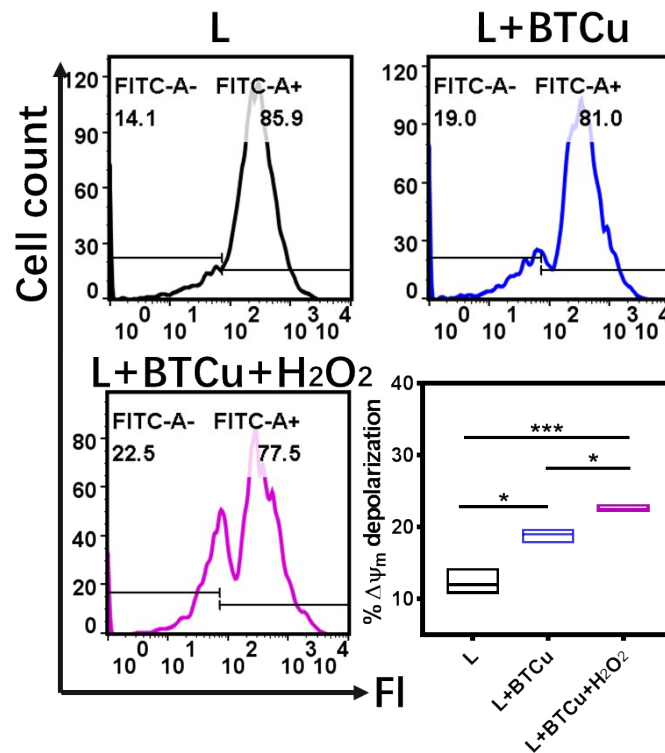 L
L+BTCu
FITC-A- FITC-A+
14.1 85.9
120
90
60
30
0
10 0 10 1 10 2 10 3 10 4
FITC-A- FITC-A+
19.0 81.0
120
90
60
30
0
10 0 10 1 10 2 10 3 10 4
Cell count
L+BTCu+H2O2
FITC-A- FITC-A+
22.5 77.5
80
60
40
20
0
10 0 10 1 10 2 10 3 10 4
Fl
% Δψm depolarization
40
30
20
10
***
*
*
L
L+BTCu
L+BTCu+H2O2